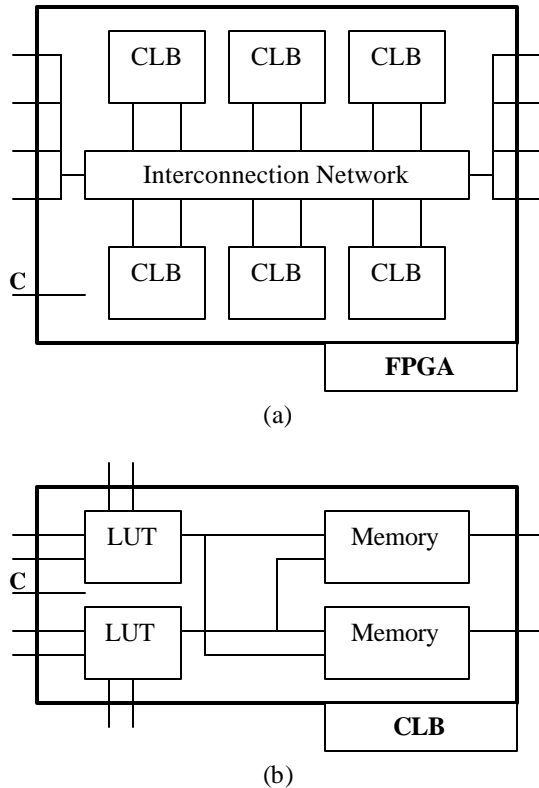 CLB CLB CLB
Interconnection Network
CLB CLB CLB
C
FPGA
(a)
LUT Memory
C
LUT Memory
CLB
(b)